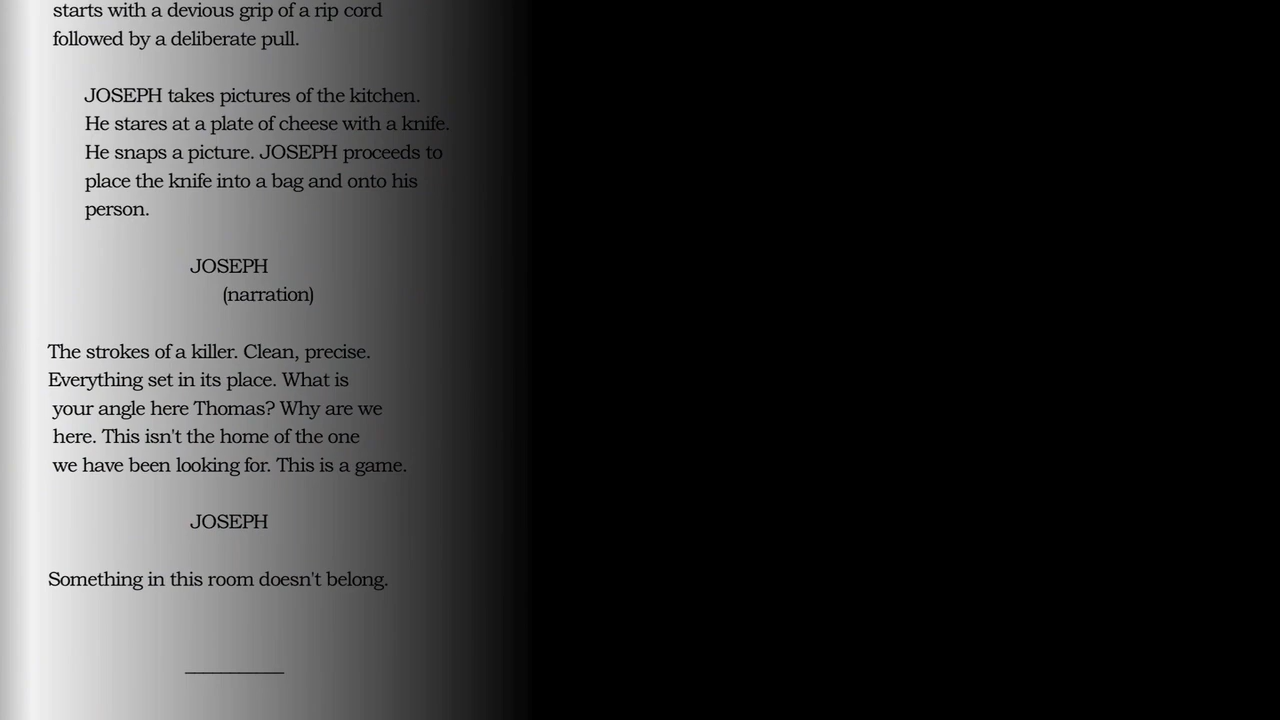 starts with a devious grip of a rip cord
followed by a deliberate pull.
JOSEPH takes pictures of the kitchen.
He stares at a plate of cheese with a knife.
He snaps a picture. JOSEPH proceeds to
place the knife into a bag and onto his
person.
JOSEPH
(narration)
The strokes of a killer. Clean, precise.
Everything set in its place. What is
your angle here Thomas? Why are we
here. This isn't the home of the one
we have been looking for. This is a game.
JOSEPH
Something in this room doesn't belong.